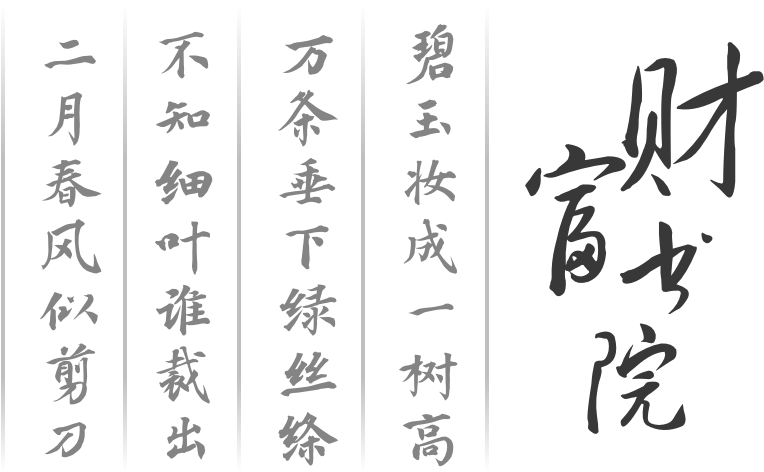 财富书院
碧玉妆成一树高
万条垂下绿丝绦
不知细叶谁裁出
二月春风似剪刀